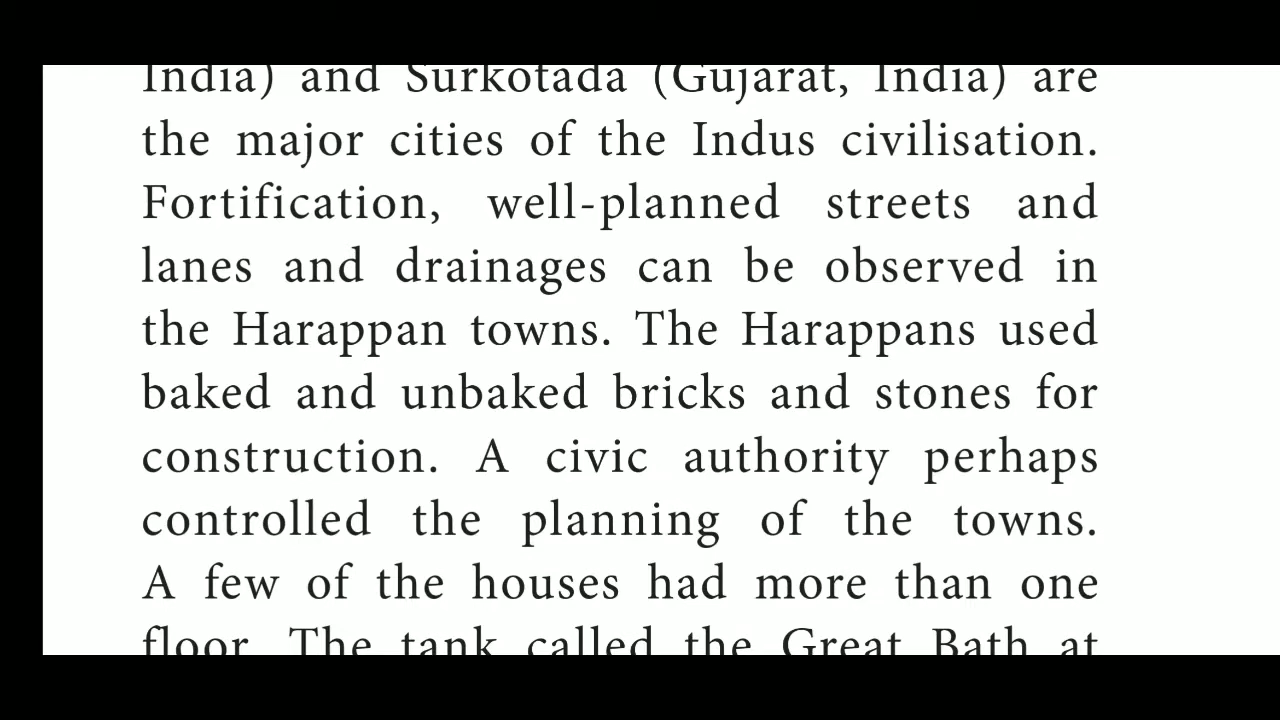 India) and Surkotada (Gujarat, India) are
the major cities of the Indus civilisation.
Fortification, well-planned streets and
lanes and drainages can be observed in
the Harappan towns. The Harappans used
baked and unbaked bricks and stones for
construction. A civic authority perhaps
controlled the planning of the towns.
A few of the houses had more than one
floor. The tank called the Great Bath at